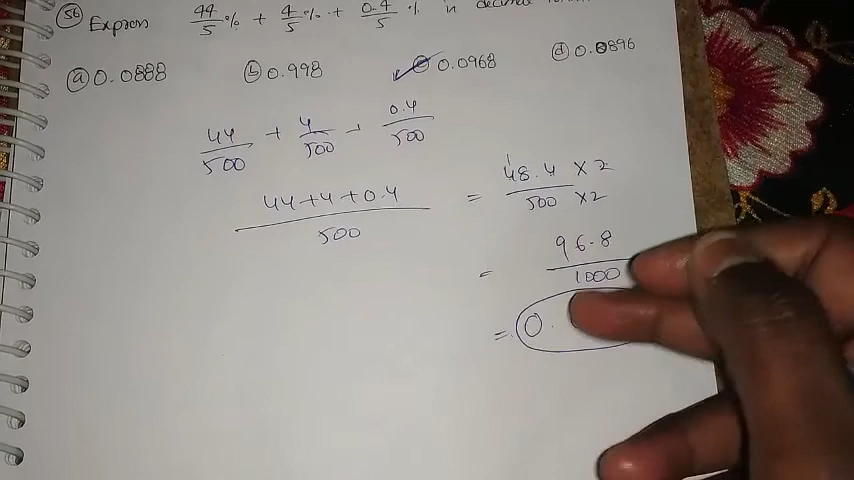 56 Express 44/5 % + 4/5 % + 0.4/5 % in decimal
a 0.0888 b 0.998 c 0.0968 d 0.0896
44/500 + 4/500 + 0.4/500
44+4+0.4/500 = 48.4 × 2/500 × 2
= 96.8/1000
= 0.